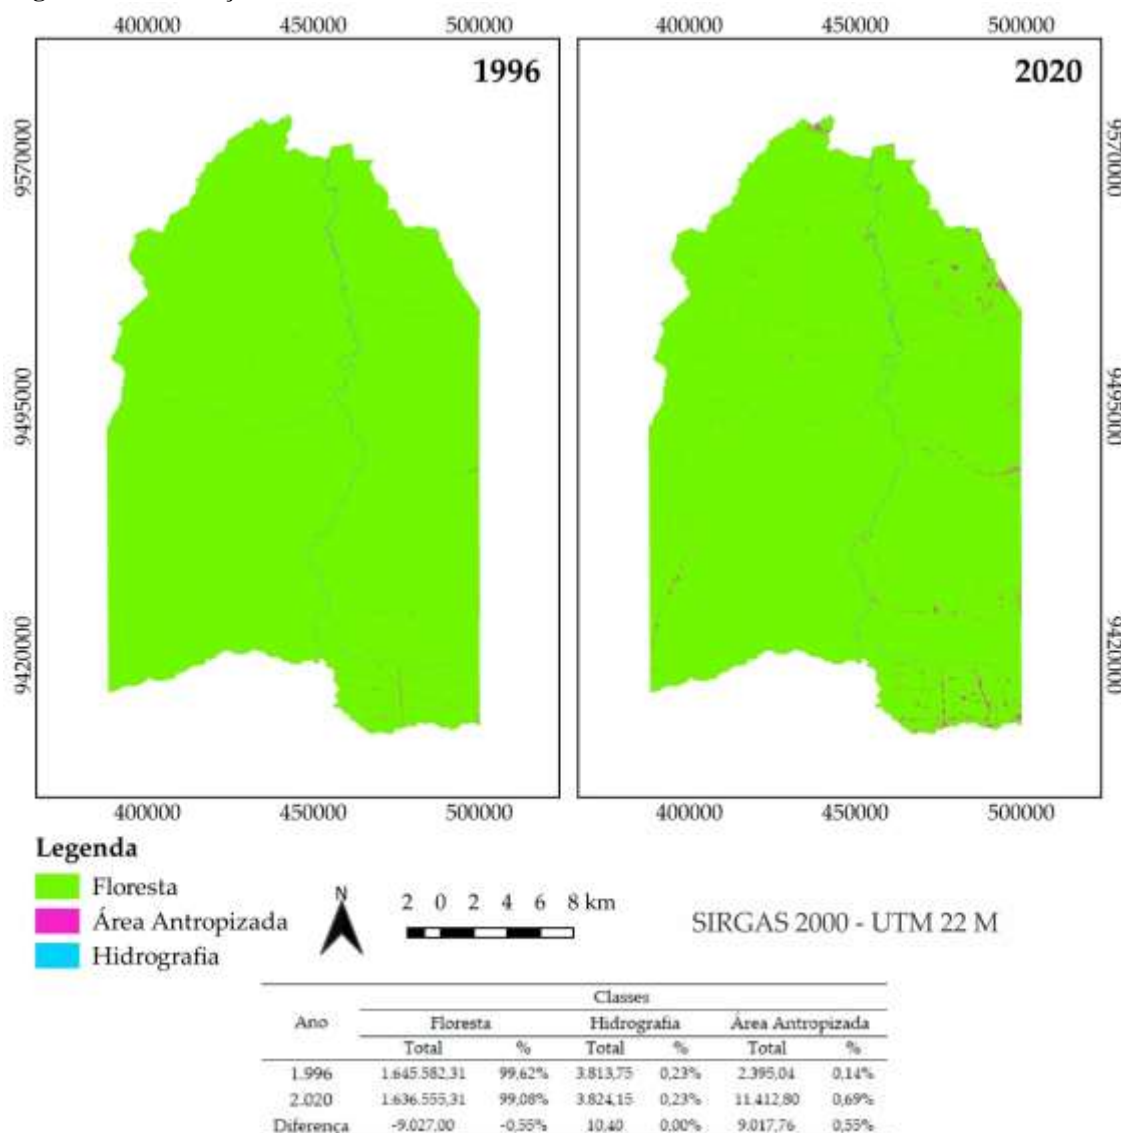 400000 450000 500000 400000 450000 500000
1996 2020
9570000 9495000 9420000
9570000 9495000 9420000
400000 450000 500000 400000 450000 500000
Legenda
Floresta
Área Antropizada
Hidrografia
N
2 0 2 4 6 8 km
SIRGAS 2000 - UTM 22 M
Classes
Ano Floresta Hidrografia Área Antropizada
Total % Total % Total %
1.996 1.645.582,31 99,62% 3.813,75 0,23% 2.395,04 0,14%
2.020 1.636.555,31 99,08% 3.824,15 0,23% 11.412,80 0,69%
Diferença -9.027,00 -0,55% 10,40 0,00% 9.017,76 0,55%